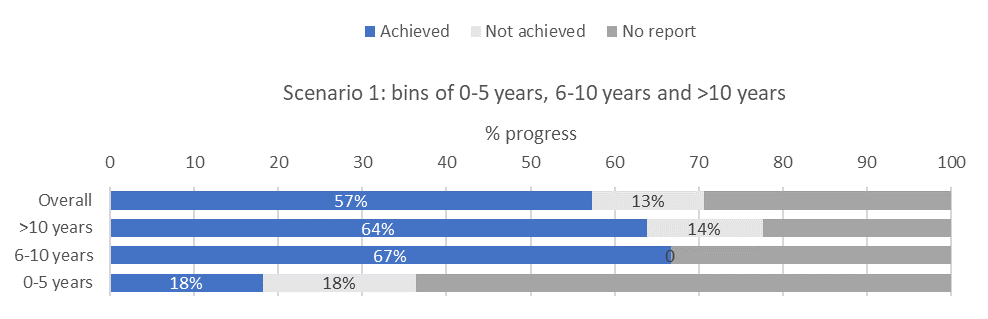 Achieved Not achieved No report
Scenario 1: bins of 0-5 years, 6-10 years and >10 years
% progress
0 10 20 30 40 50 60 70 80 90 100
Overall 57% 13%
>10 years 64% 14%
6-10 years 67% 0
0-5 years 18% 18%